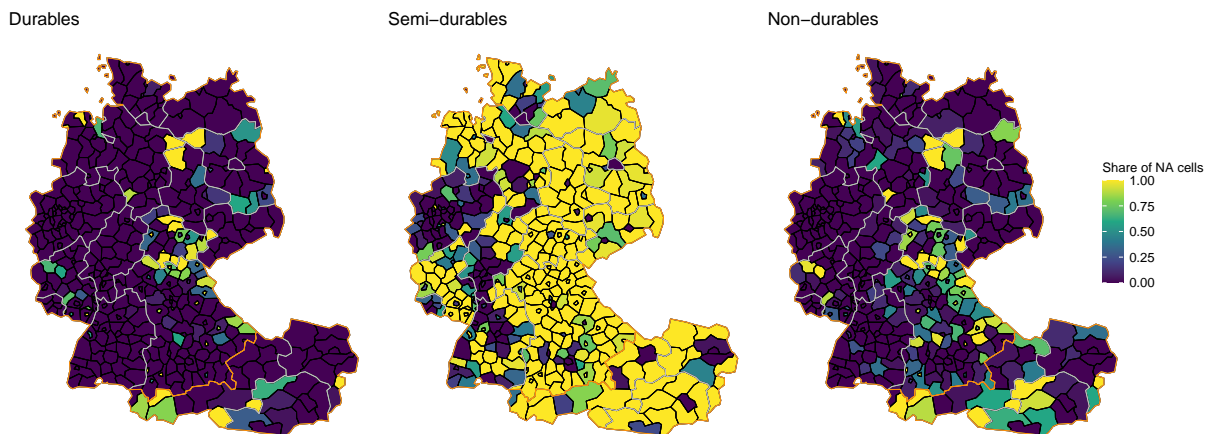 Durables
Semi−durables
Non−durables
Share of NA cells
1.00
0.75
0.50
0.25
0.00